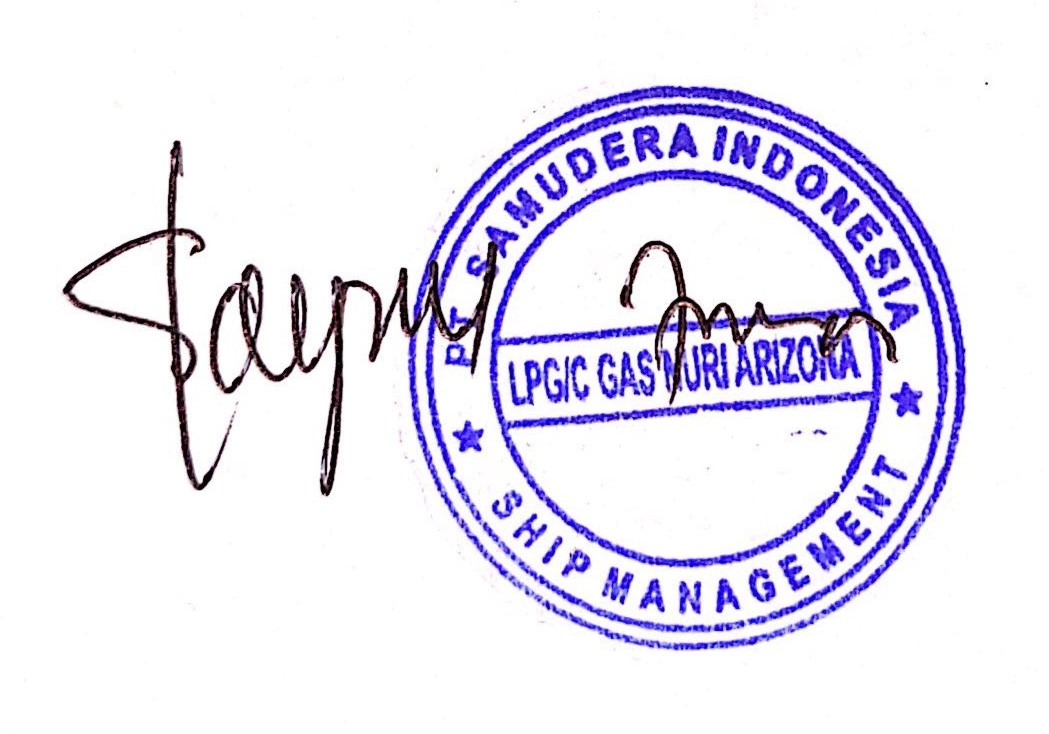 PT SAMUDERA INDONESIA
LPG/C GAS NURI ARIZONA
SHIP MANAGEMENT